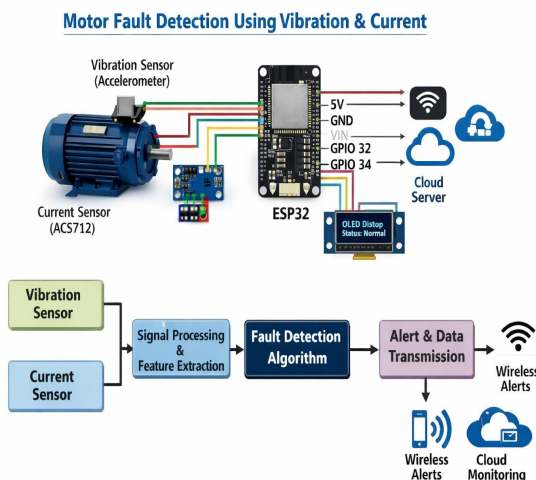 Motor Fault Detection Using Vibration & Current
Vibration Sensor
(Accelerometer)
5V
GND
VIN
GPIO 32
GPIO 34
Cloud
Server
Current Sensor
(ACS712)
ESP32
OLED Distop
Status: Normal
Vibration
Sensor
Current
Sensor
Signal Processing
&
Feature Extraction
Fault Detection
Algorithm
Alert & Data
Transmission
Wireless
Alerts
Wireless
Alerts
Cloud
Monitoring